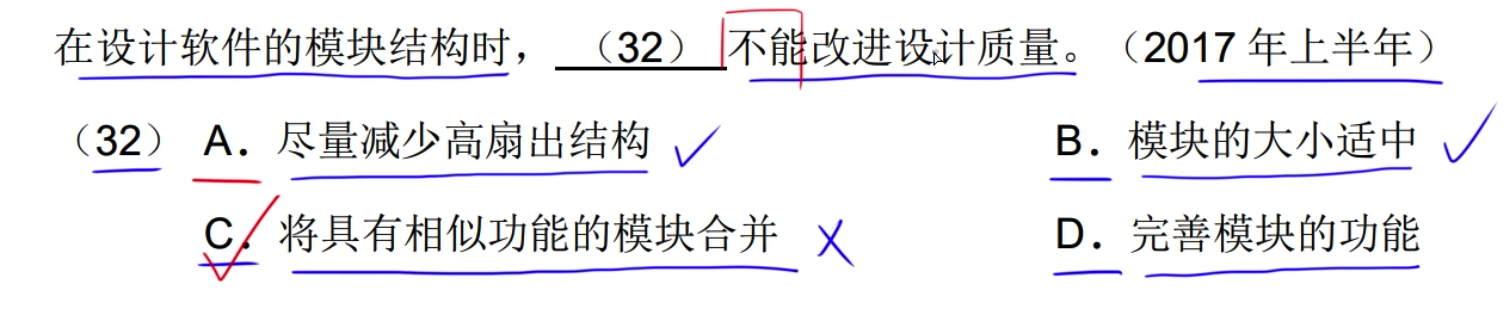 在设计软件的模块结构时，（32）不能改进设计质量。（2017 年上半年）
（32） A．尽量减少高扇出结构 B．模块的大小适中
C．将具有相似功能的模块合并 D．完善模块的功能